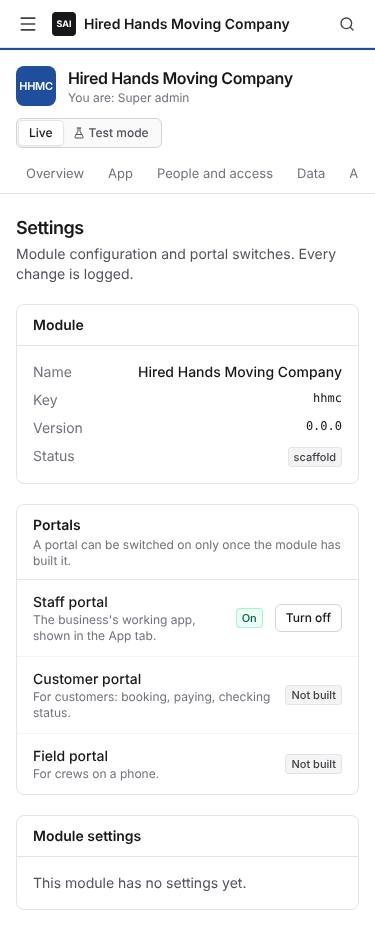 SAI Hired Hands Moving Company
HHMC
Hired Hands Moving Company
You are: Super admin
Live Test mode
Overview App People and access Data A
Settings
Module configuration and portal switches. Every
change is logged.
Module
Name Hired Hands Moving Company
Key hhmc
Version 0.0.0
Status scaffold
Portals
A portal can be switched on only once the module has
built it.
Staff portal
The business's working app,
shown in the App tab.
On Turn off
Customer portal
For customers: booking, paying, checking
status.
Not built
Field portal
For crews on a phone.
Not built
Module settings
This module has no settings yet.